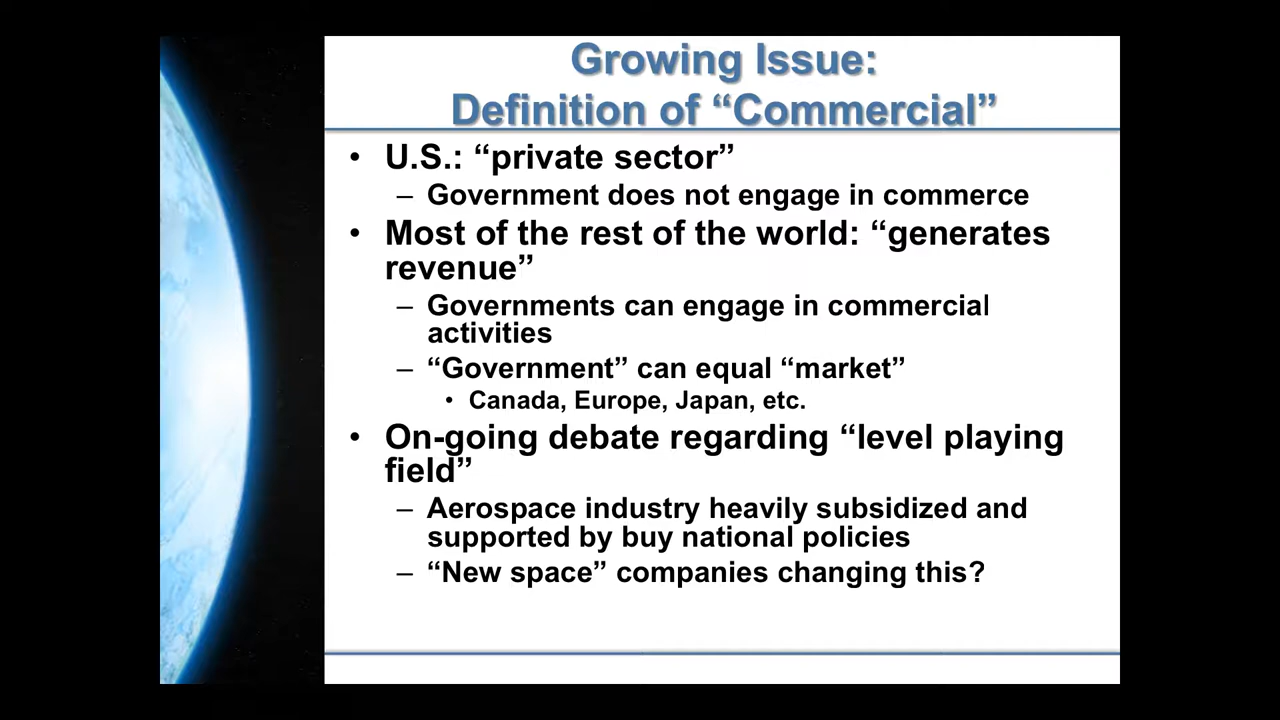 Growing Issue:
Definition of “Commercial”
• U.S.: “private sector”
– Government does not engage in commerce
• Most of the rest of the world: “generates
revenue”
– Governments can engage in commercial
activities
– “Government” can equal “market”
• Canada, Europe, Japan, etc.
• On-going debate regarding “level playing
field”
– Aerospace industry heavily subsidized and
supported by buy national policies
– “New space” companies changing this?